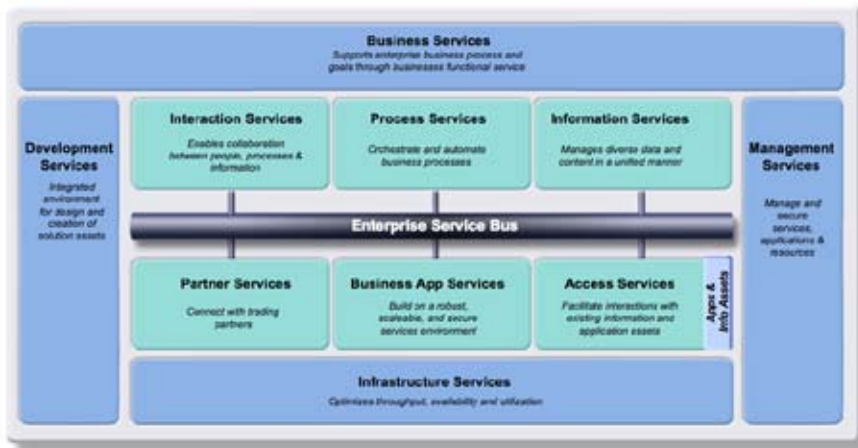 Business Services
Supports enterprise business process and
goals through businesses functional service
Development
Services
Integrated
environment
for design and
creation of
solution assets
Interaction Services
Enables collaboration
between people, processes &
information
Process Services
Orchestrate and automate
business processes
Information Services
Manages diverse data and
content in a unified manner
Management
Services
Manage and
secure
services,
applications &
resources
Enterprise Service Bus
Partner Services
Connect with trading
partners
Business App Services
Build on a robust,
scaleable, and secure
services environment
Access Services
Facilitate interactions with
existing information and
application assets
Apps &
Info Assets
Infrastructure Services
Optimizes throughput, availability and utilization